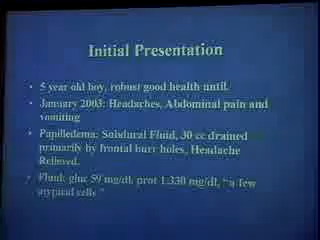 Initial Presentation
• 5 year old boy, robust good health until.
• January 2003: Headaches, Abdominal pain and
vomiting
• Papilledema: Subdural Fluid, 30 cc drained
primarily by frontal burr holes, Headache
Relieved.
Fluid: gluc 59 mg/dl, prot 1,330 mg/dl, "a few
atypical cells "